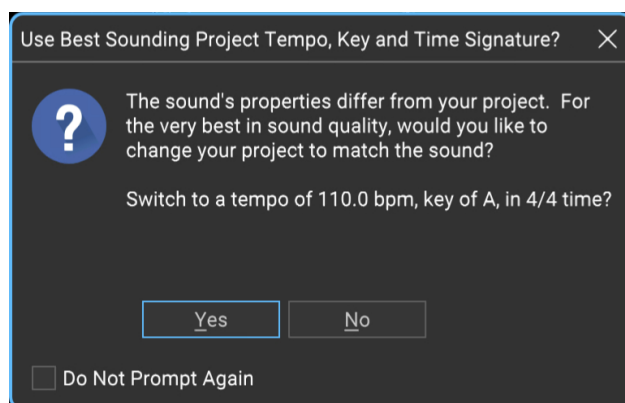 Use Best Sounding Project Tempo, Key and Time Signature?
The sound's properties differ from your project.  For
the very best in sound quality, would you like to
change your project to match the sound?
Switch to a tempo of 110.0 bpm, key of A, in 4/4 time?
Yes
No
Do Not Prompt Again